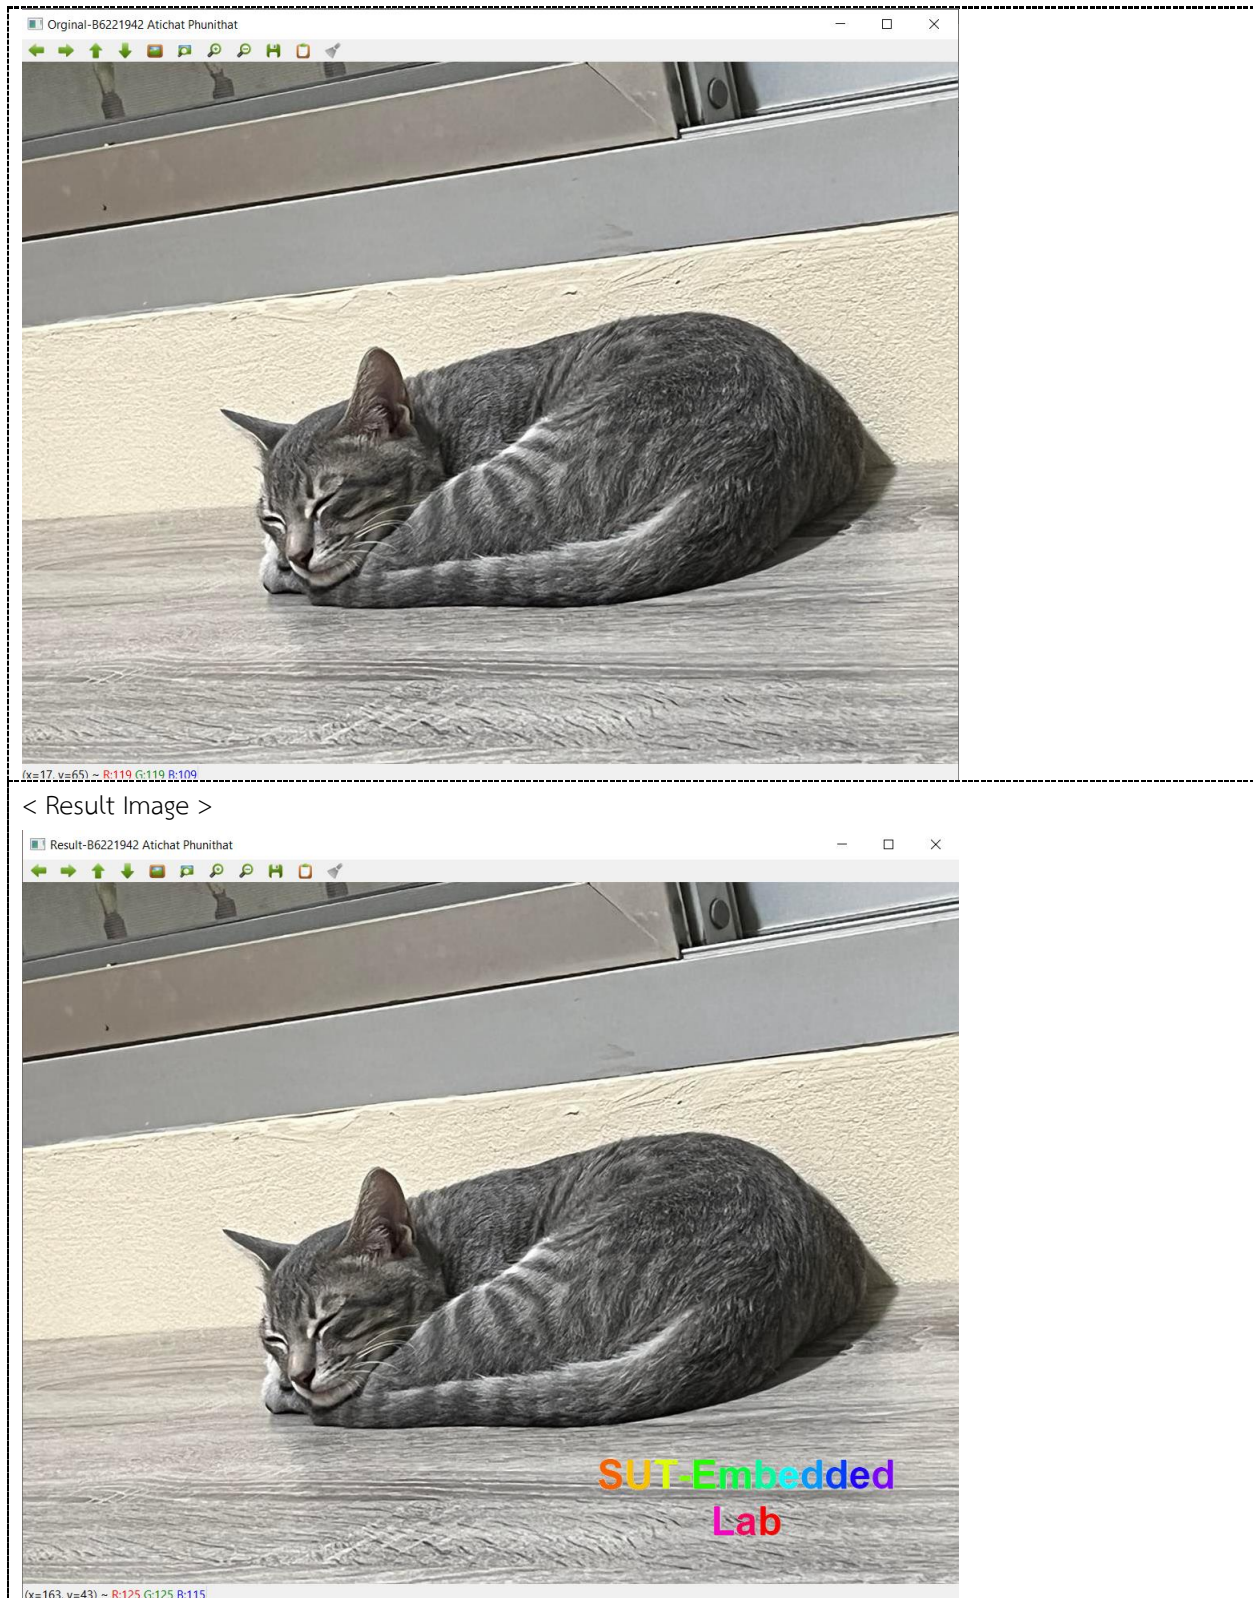 Orginal-B6221942 Atichat Phunithat
(x=17, y=65) ~ R:119 G:119 B:109
< Result Image >
Result-B6221942 Atichat Phunithat
SUT-Embedded
Lab
(x=163, y=43) ~ R:125 G:125 B:115